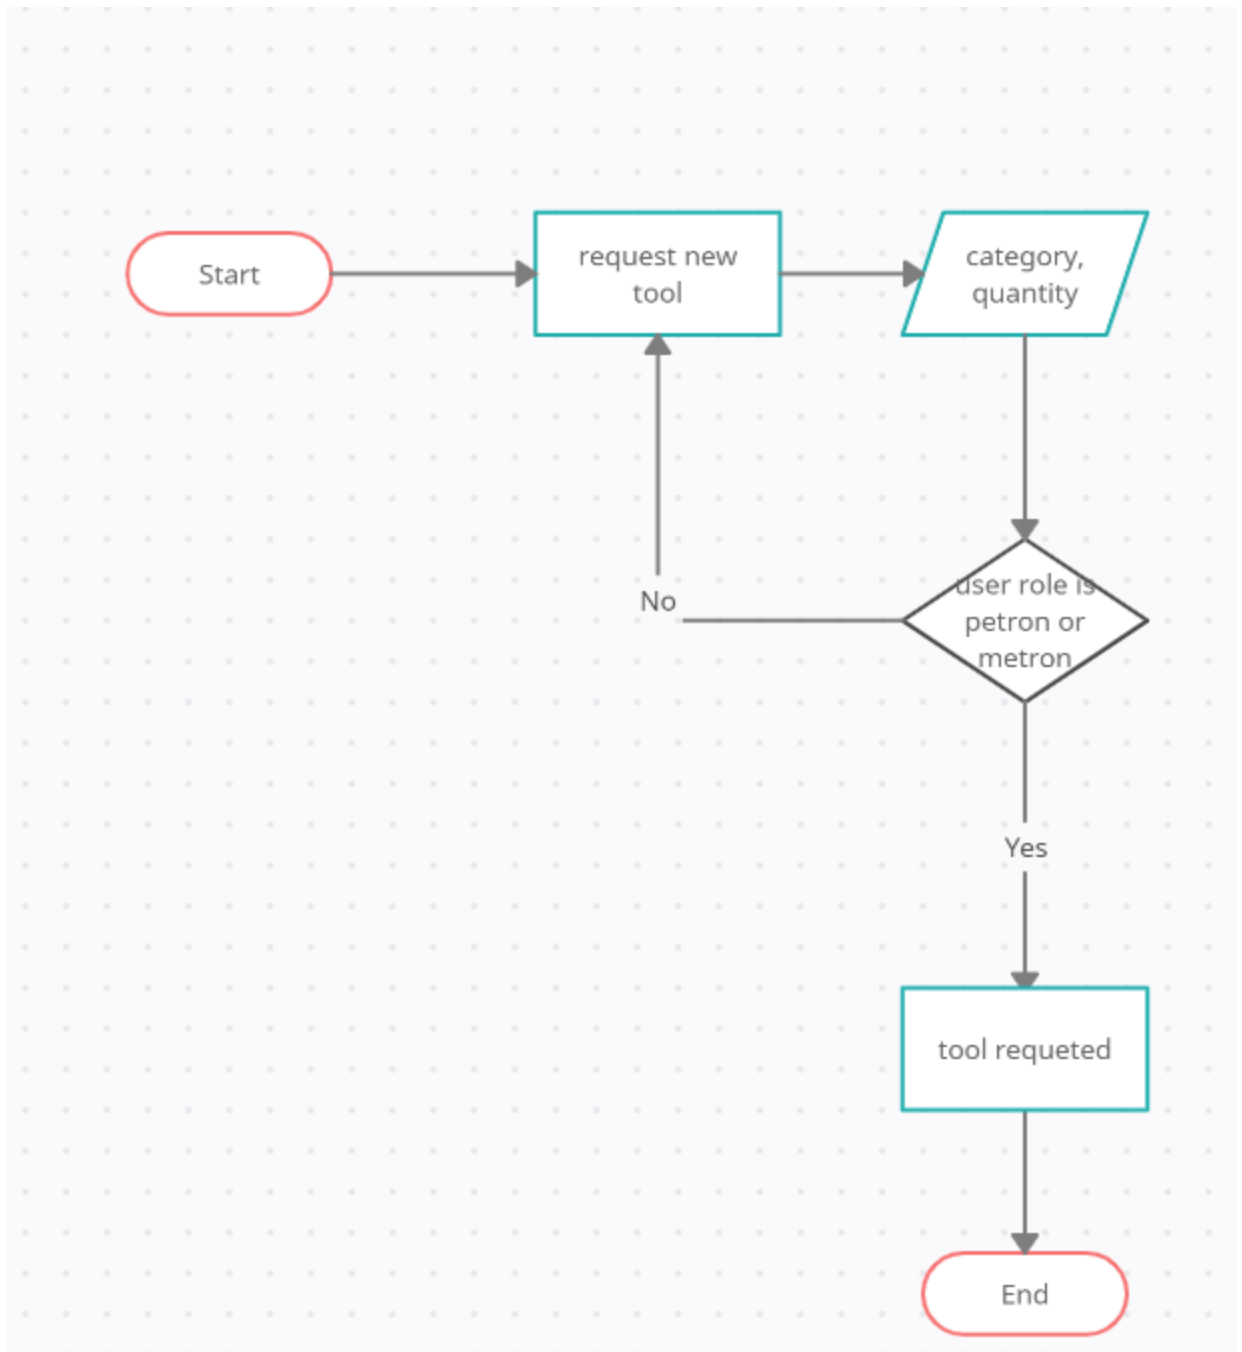 Start
request new
tool
category,
quantity
user role is
petron or
metron
No
Yes
tool requeted
End